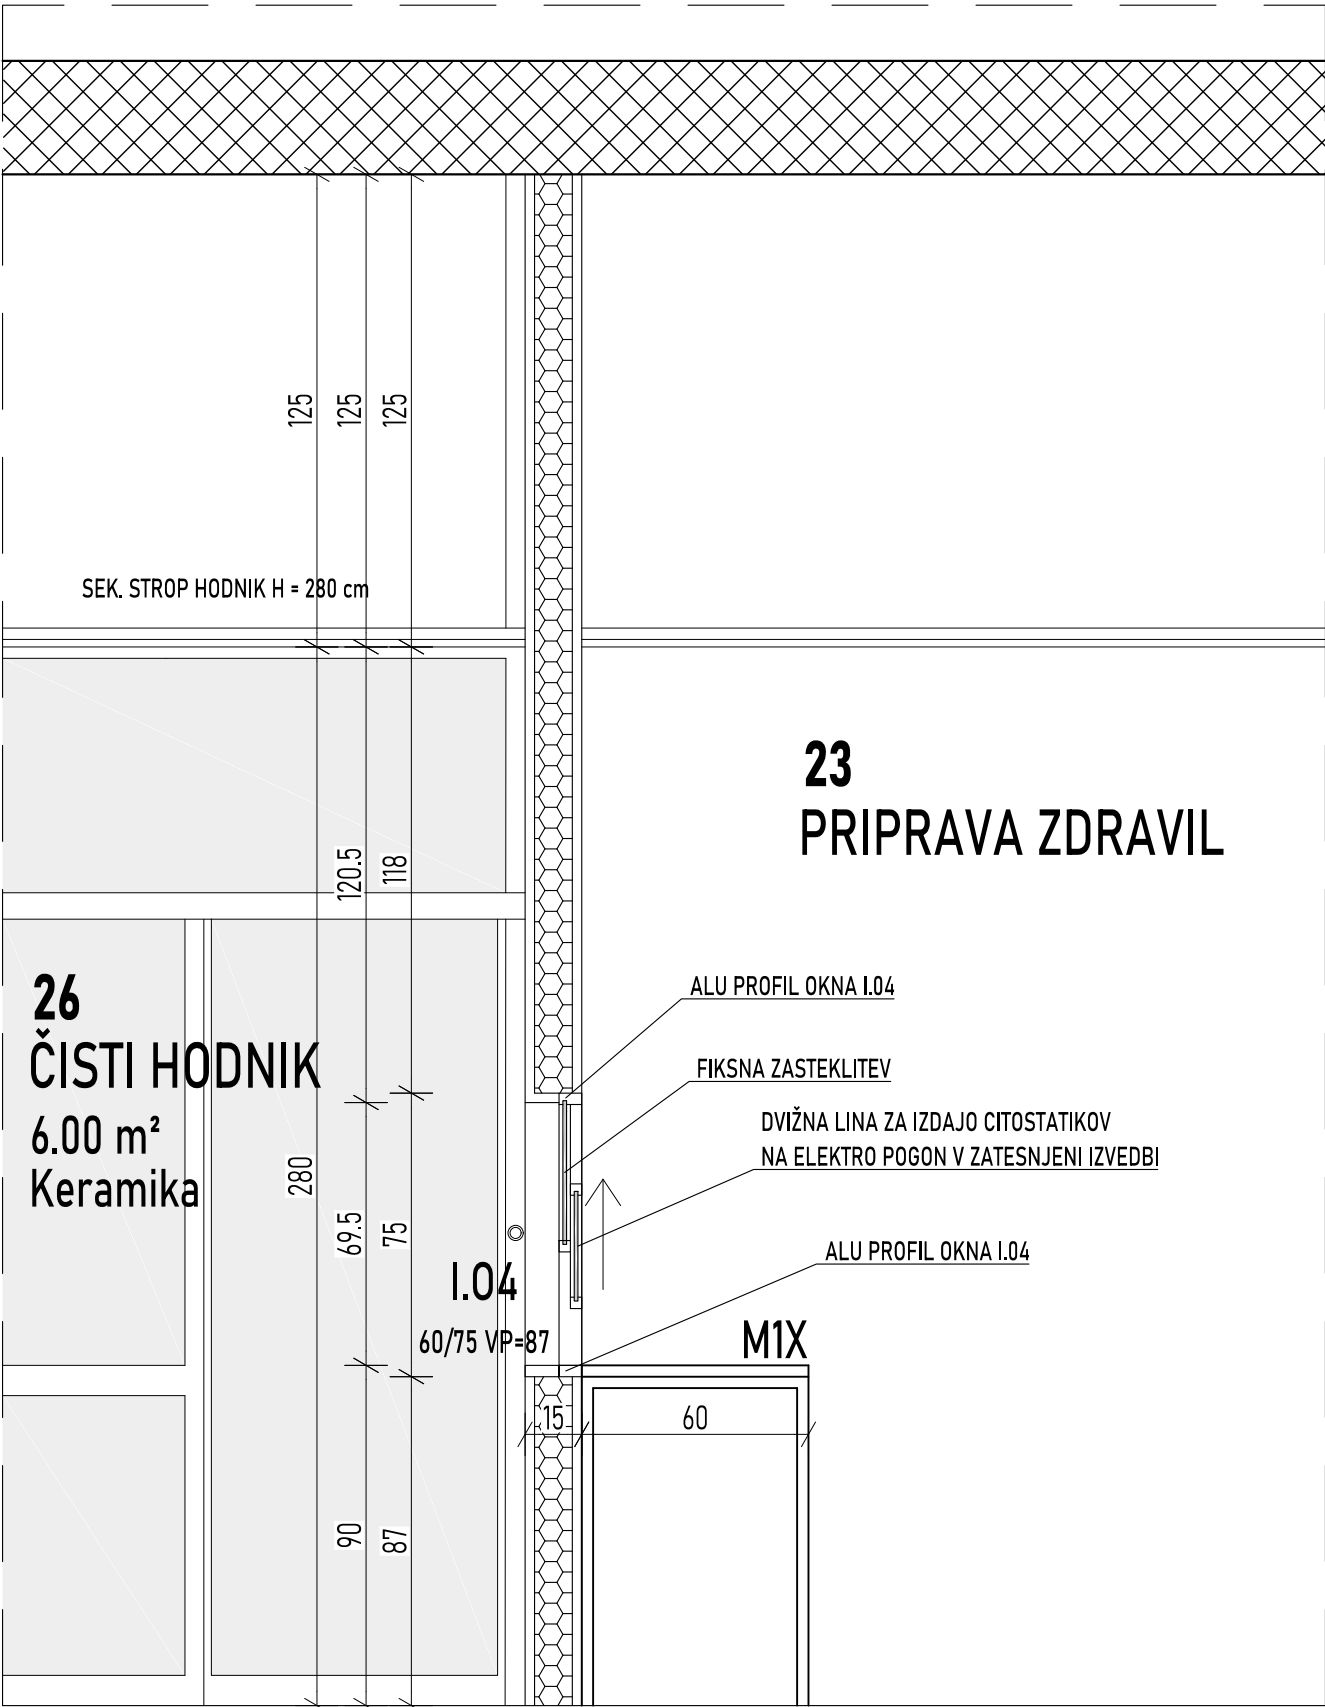 125
125
125
SEK. STROP HODNIK H = 280 cm
23
PRIPRAVA ZDRAVIL
120.5
118
26
ČISTI HODNIK
6.00 m²
Keramika
ALU PROFIL OKNA I.04
FIKSNA ZASTEKLITEV
DVIŽNA LINA ZA IZDAJO CITOSTATIKOV
NA ELEKTRO POGON V ZATESNJENI IZVEDBI
280
69.5
75
ALU PROFIL OKNA I.04
I.04
60/75 VP=87
M1X
15
60
90
87